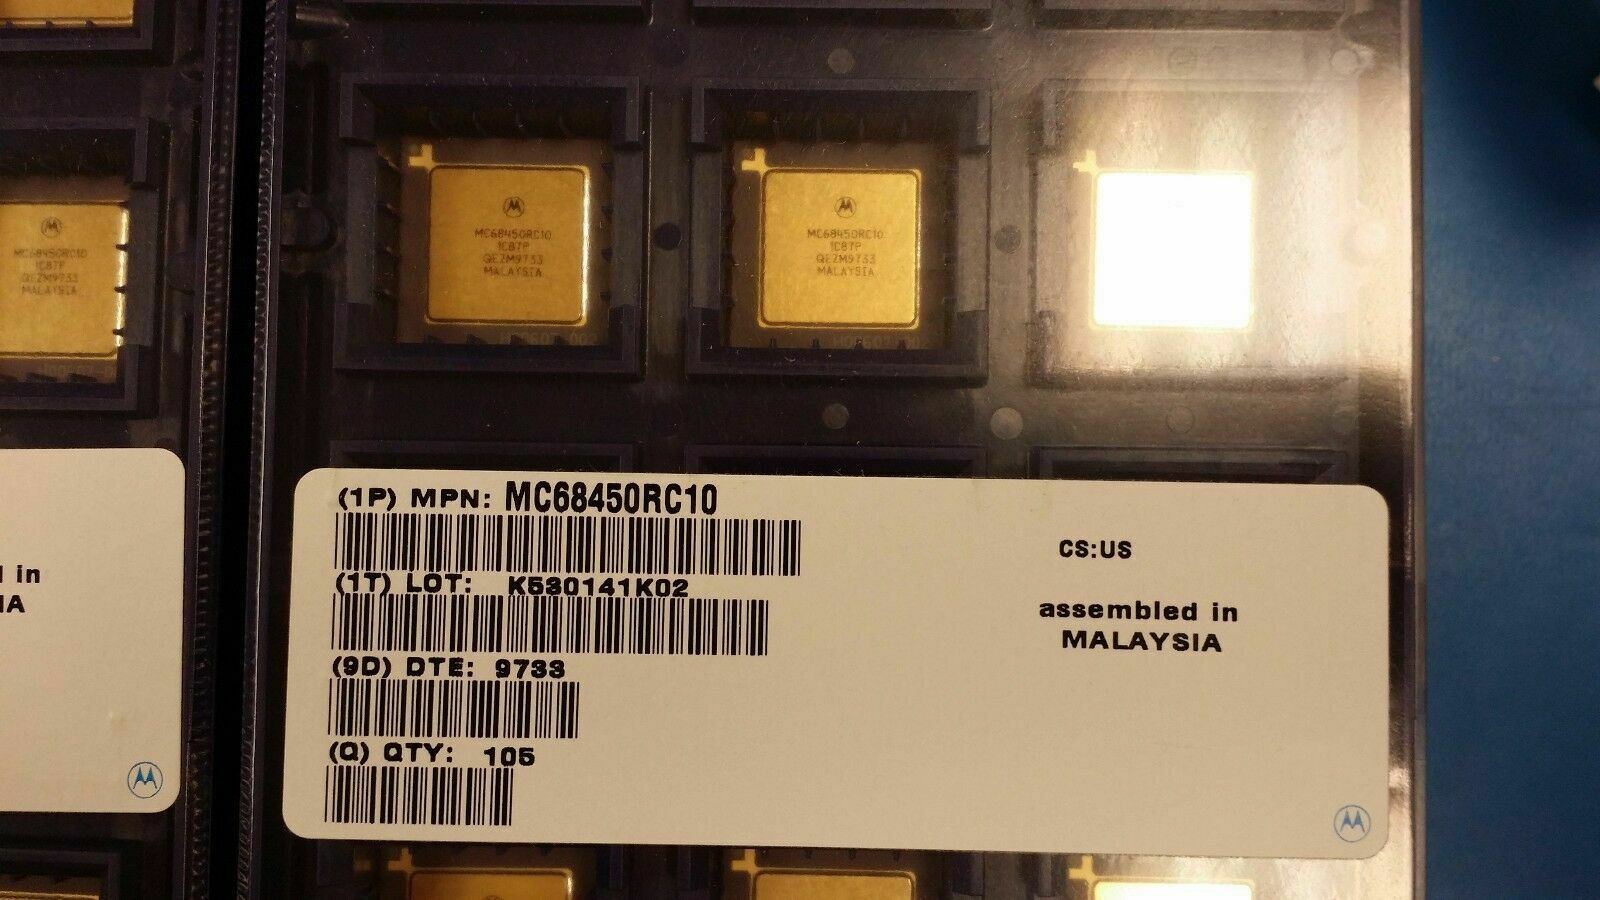 MC68450RC10
1C87P
QEZM9733
MALAYSIA
MC68450RC10
1C87P
QEZM9733
MALAYSIA
MC68450RC10
1C87P
QEZM9733
MALAYSIA
(1P) MPN: MC68450RC10
(1T) LOT: K530141K02
(9D) DTE: 9733
(Q) QTY: 105
CS:US
assembled in
MALAYSIA
in
IA